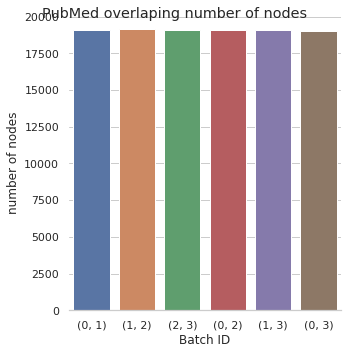 PubMed overlaping number of nodes
20000
17500
15000
12500
10000
7500
5000
2500
0
number of nodes
(0, 1) (1, 2) (2, 3) (0, 2) (1, 3) (0, 3)
Batch ID